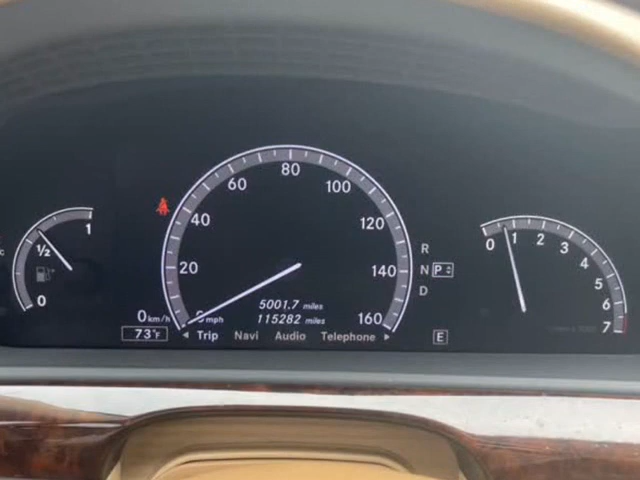 1
½
0
0 km/h
73°F
20
40
60
80
100
120
140
160
mph
5001.7 miles
115282 miles
Trip Navi Audio Telephone
R
N P
D
E
0 1 2 3 4 5 6 7